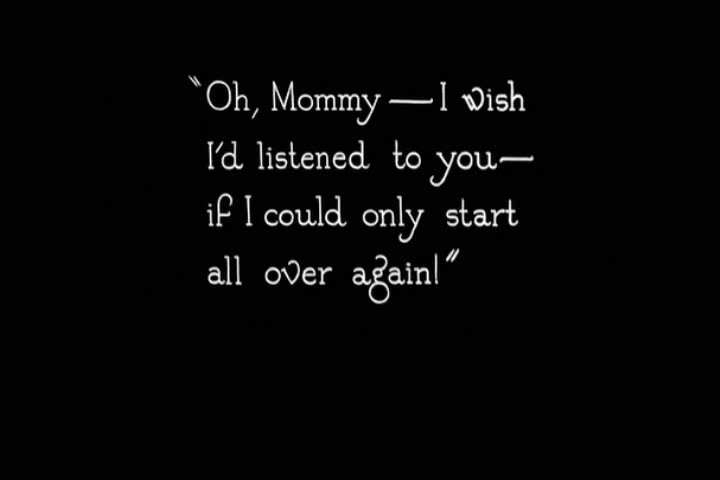 "Oh, Mommy — I wish
I'd listened to you—
if I could only start
all over again!"